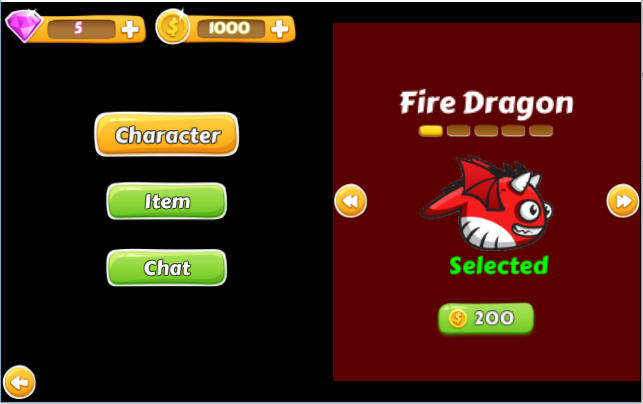 5
1000
Fire Dragon
Character
Item
Chat
Selected
200